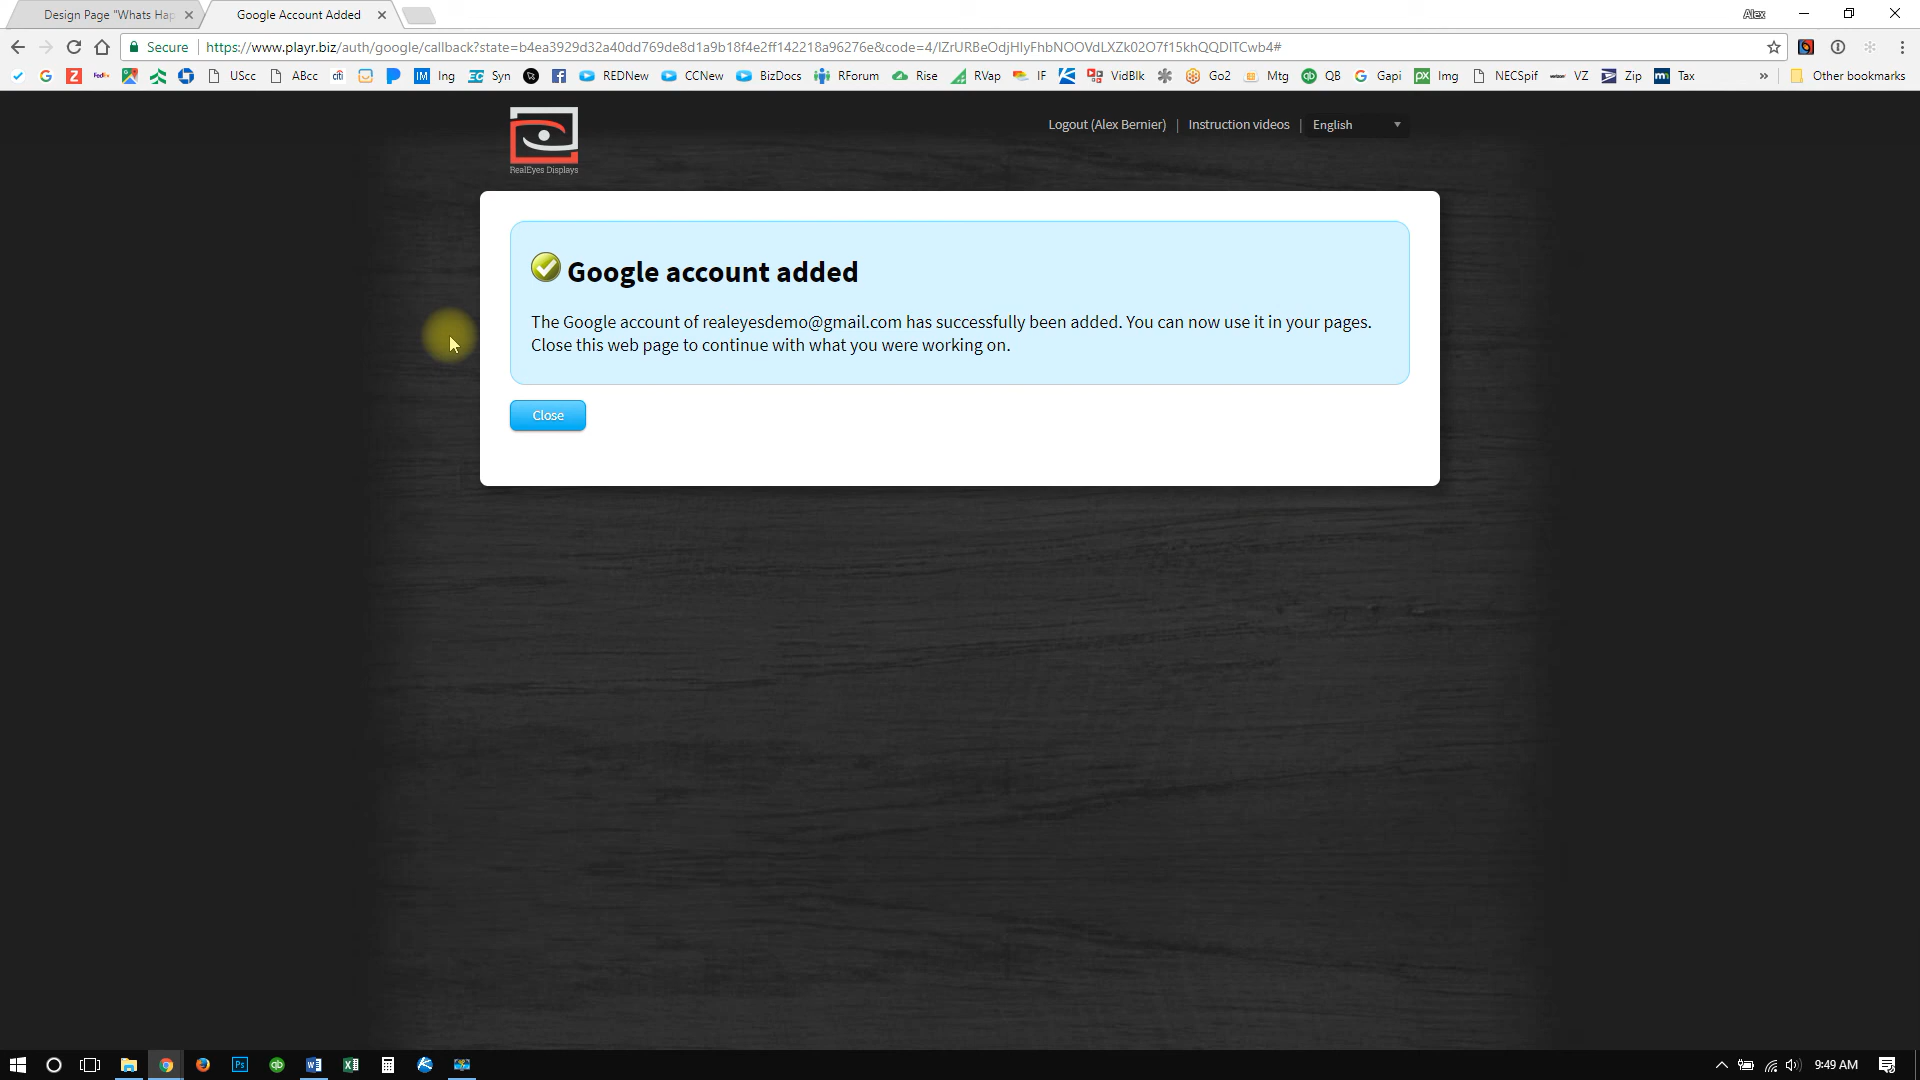 Design Page "Whats Hap
Google Account Added
Alex
Secure
https://www.playr.biz/auth/google/callback?state=b4ea3929d32a40dd769de8d1a9b18f4e2ff142218a96276e&code=4/IZrURBeOdjHlyFhbNOOVdLXZk02O7f15khQQDITCwb4#
UScc ABcc citi IM Ing EC Syn REDNew CCNew BizDocs RForum Rise RVap IF VidBlk Go2 Mtg QB Gapi Img NECSpif VZ Zip Tax » Other bookmarks
Logout (Alex Bernier) | Instruction videos | English
RealEyes Displays
Google account added
The Google account of realeyesdemo@gmail.com has successfully been added. You can now use it in your pages.
Close this web page to continue with what you were working on.
Close
9:49 AM